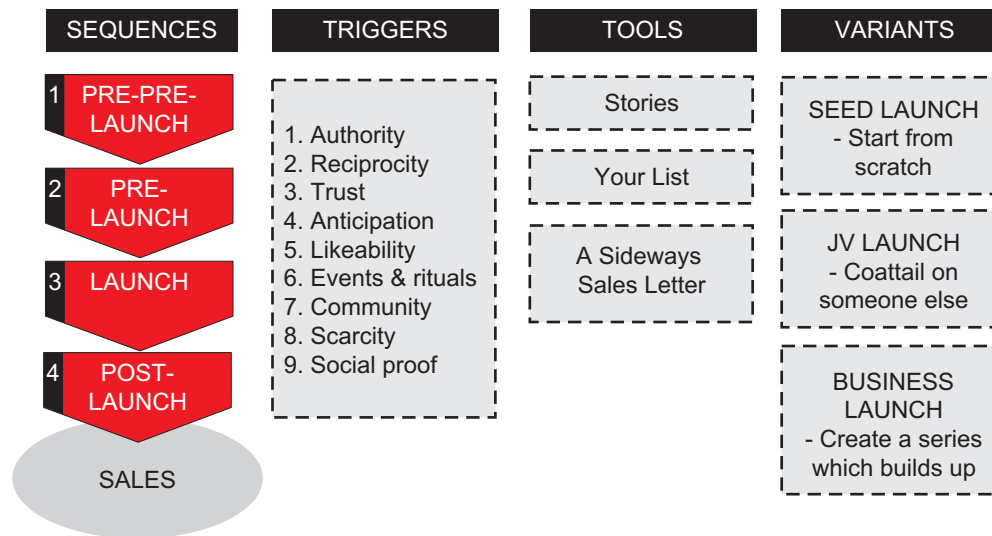 SEQUENCES
1
PRE-PRE-
LAUNCH
2
PRE-
LAUNCH
3
LAUNCH
4
POST-
LAUNCH
SALES
TRIGGERS
1. Authority
2. Reciprocity
3. Trust
4. Anticipation
5. Likeability
6. Events & rituals
7. Community
8. Scarcity
9. Social proof
TOOLS
Stories
Your List
A Sideways
Sales Letter
VARIANTS
SEED LAUNCH
- Start from
scratch
JV LAUNCH
- Coattail on
someone else
BUSINESS
LAUNCH
- Create a series
which builds up